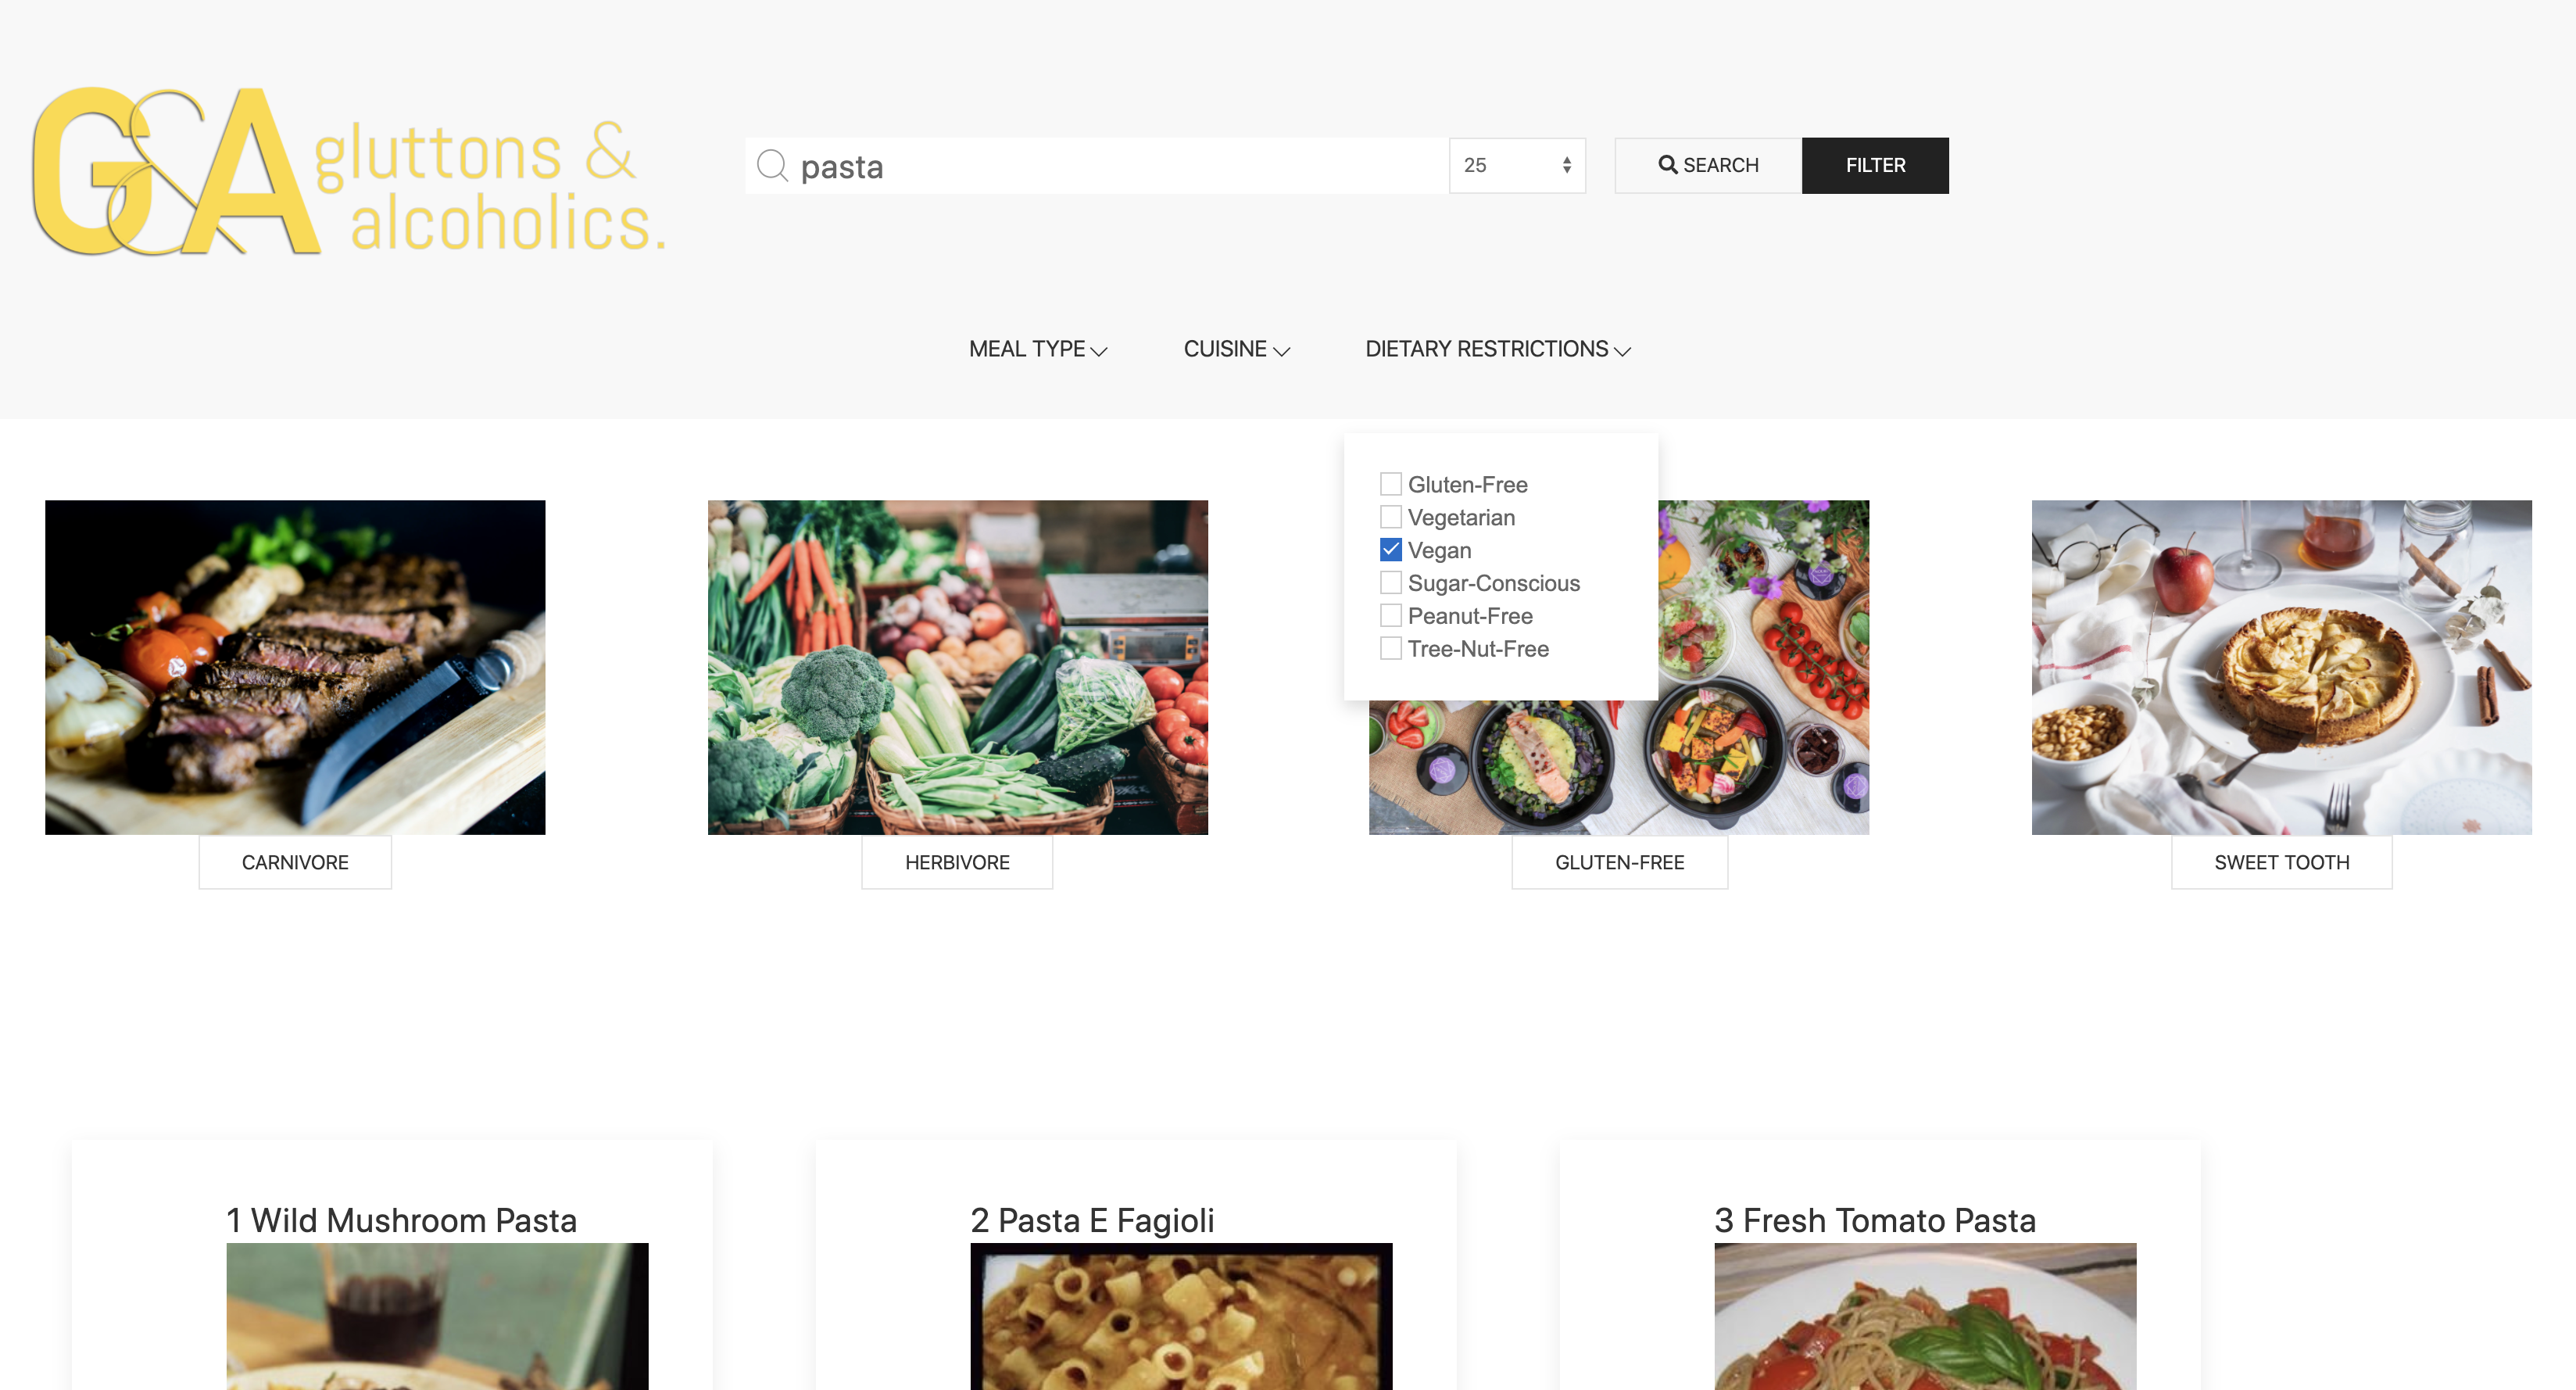 G&A gluttons &
alcoholics.
pasta
25
SEARCH
FILTER
MEAL TYPE
CUISINE
DIETARY RESTRICTIONS
Gluten-Free
Vegetarian
Vegan
Sugar-Conscious
Peanut-Free
Tree-Nut-Free
CARNIVORE
HERBIVORE
GLUTEN-FREE
SWEET TOOTH
1 Wild Mushroom Pasta
2 Pasta E Fagioli
3 Fresh Tomato Pasta